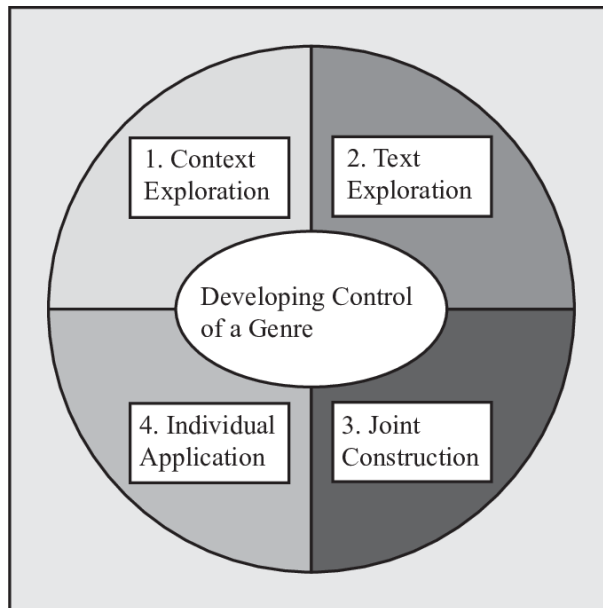 1. Context
Exploration
2. Text
Exploration
Developing Control
of a Genre
4. Individual
Application
3. Joint
Construction